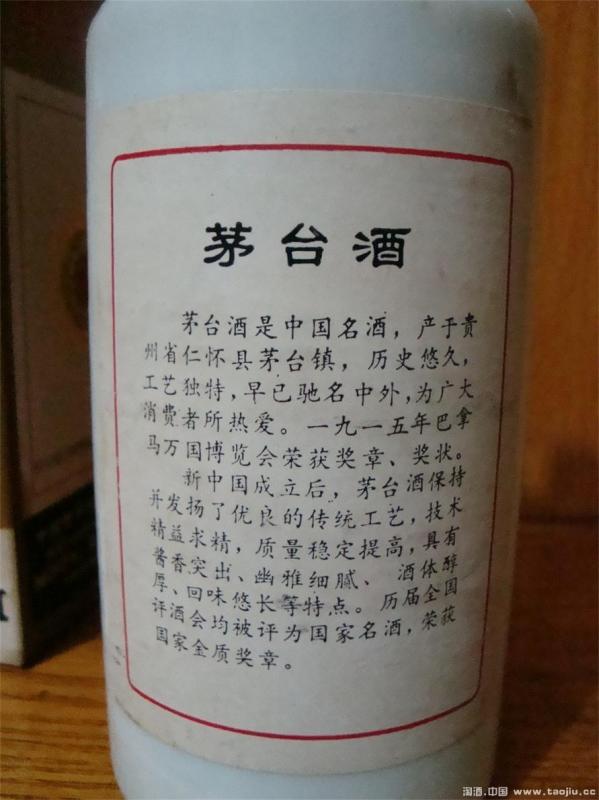 茅台酒
茅台酒是中国名酒，产于贵
州省仁怀县茅台镇，历史悠久，
工艺独特，早已驰名中外，为广大
消费者所热爱。一九一五年巴拿
马万国博览会荣获奖章、奖状。
新中国成立后，茅台酒保持
并发扬了优良的传统工艺，技术
精益求精，质量稳定提高，具有
酱香突出、幽雅细腻、酒体醇
厚、回味悠长等特点。历届全国
评酒会均被评为国家名酒，荣获
国家金质奖章。
淘酒.中国 www.taojiu.cc